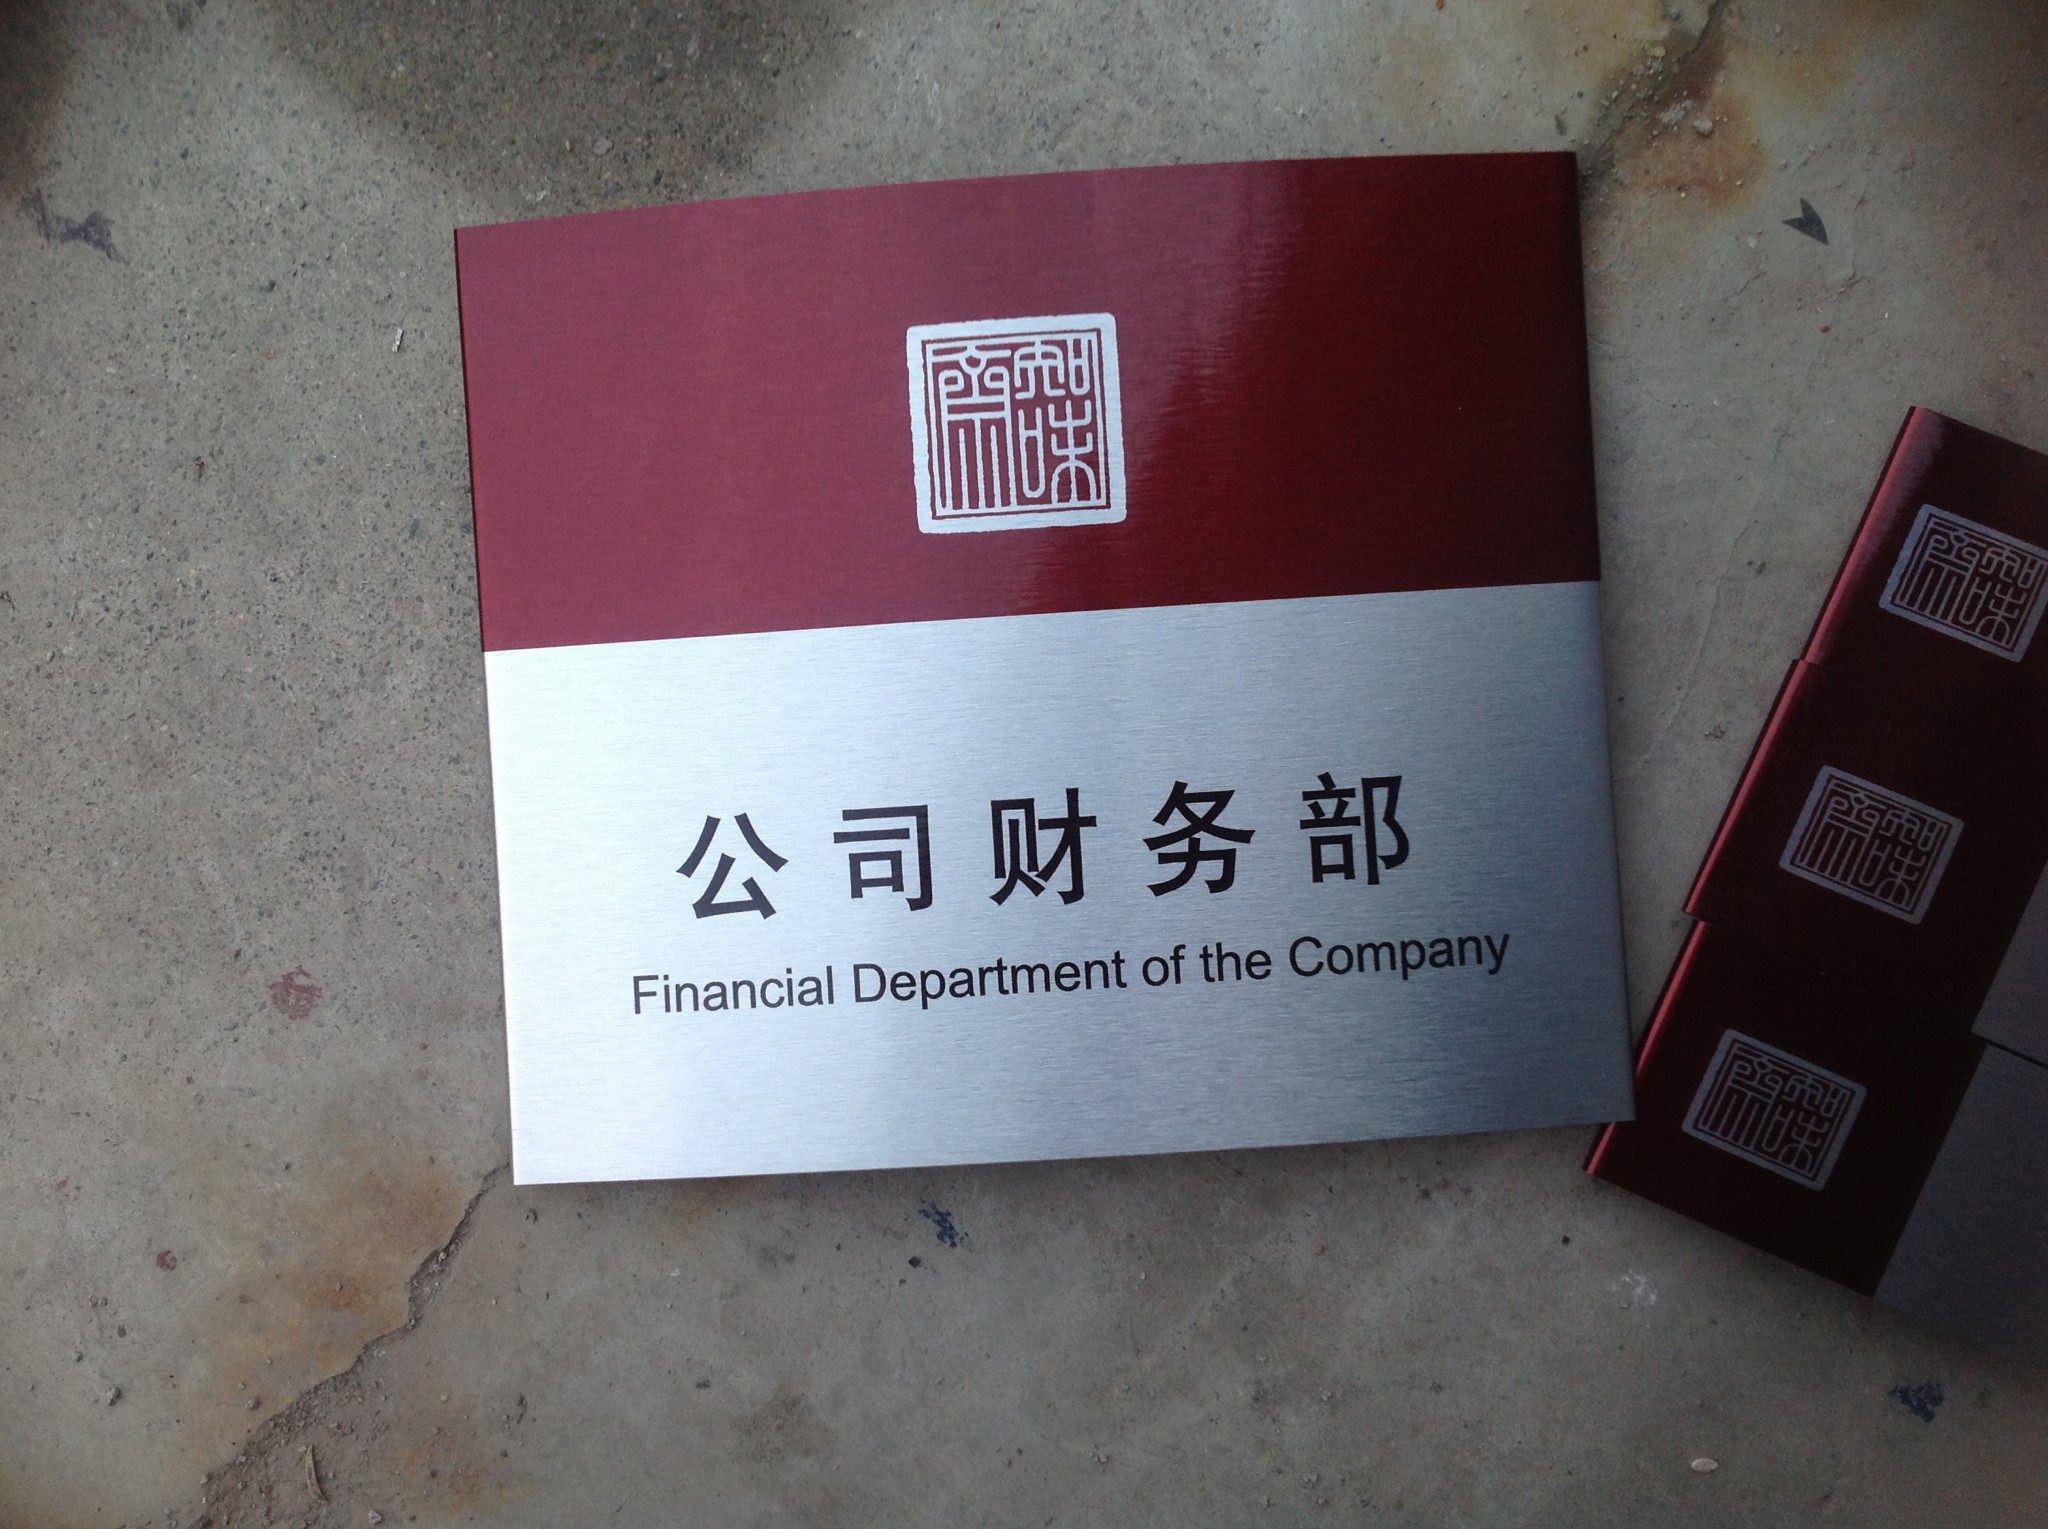 公司财务部
Financial Department of the Company